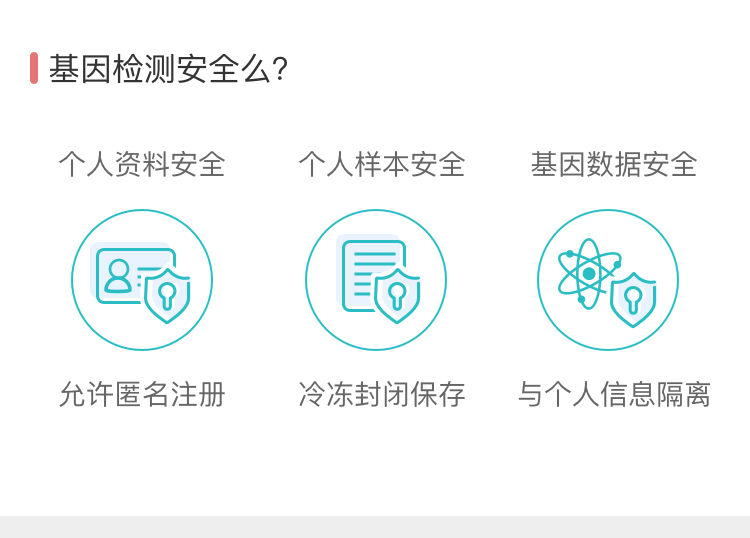 基因检测安全么?
个人资料安全
个人样本安全
基因数据安全
允许匿名注册
冷冻封闭保存
与个人信息隔离